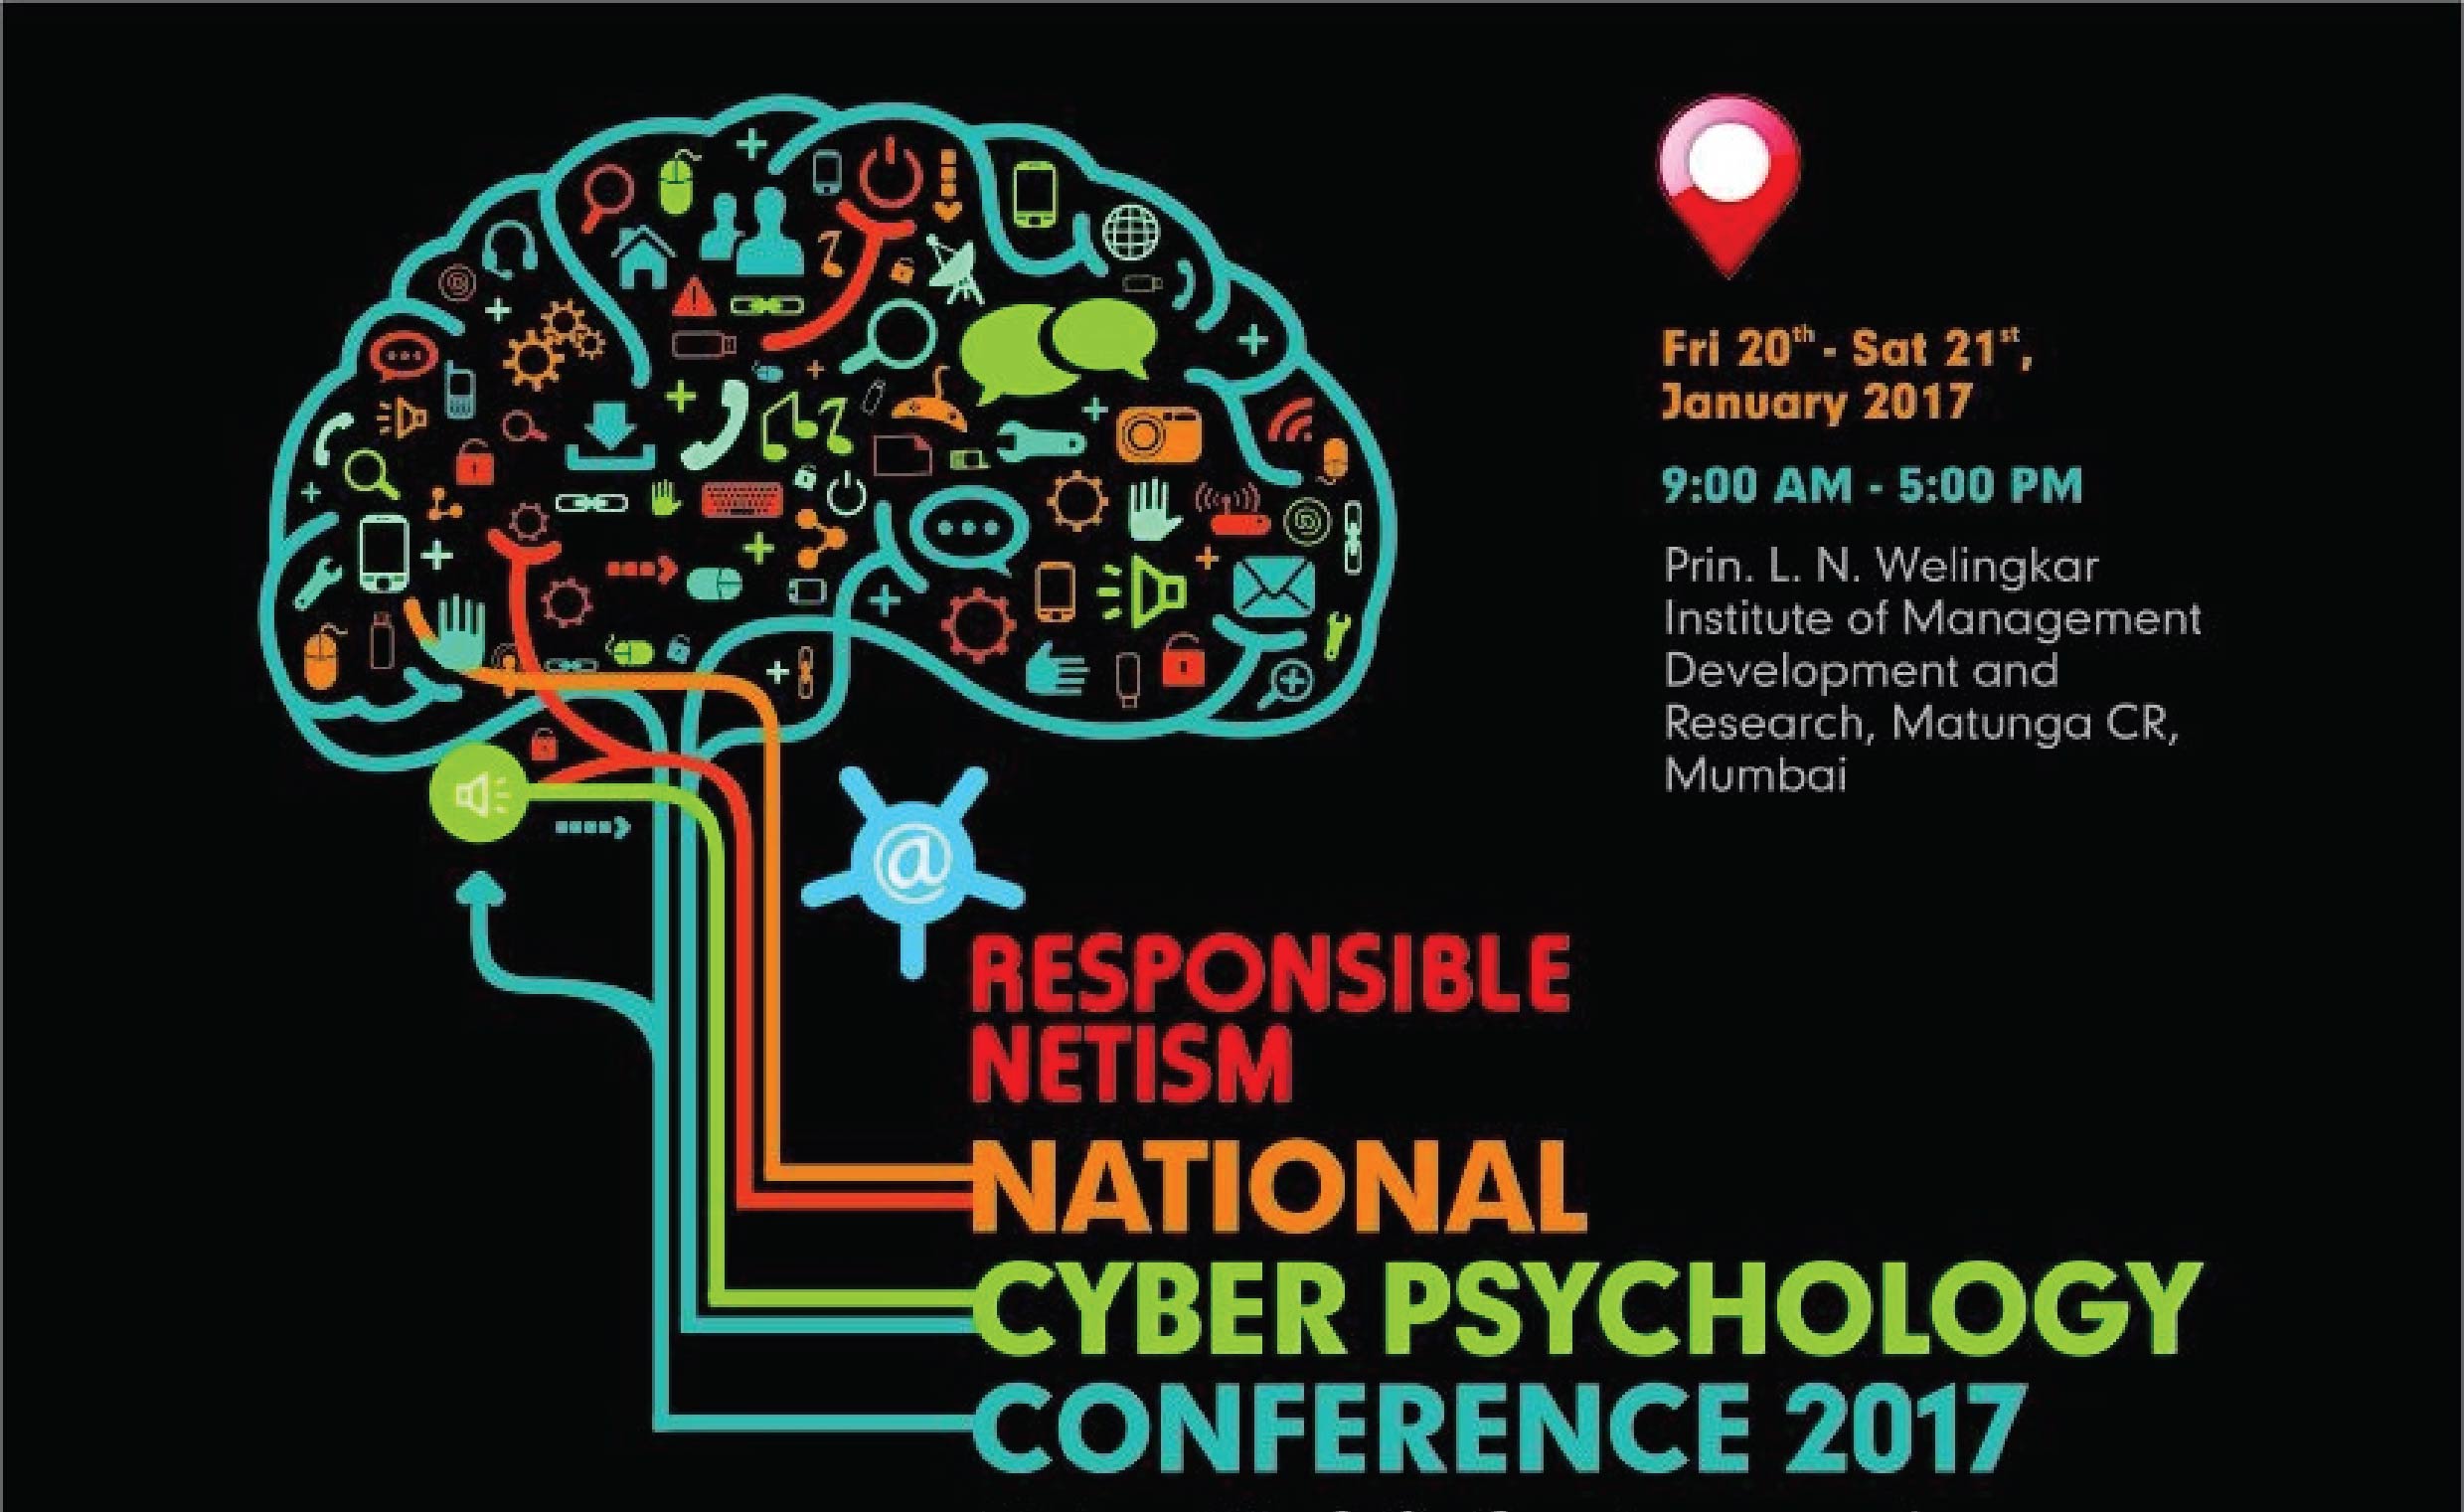 Fri 20th - Sat 21st,
January 2017
9:00 AM - 5:00 PM
Prin. L. N. Welingkar
Institute of Management
Development and
Research, Matunga CR,
Mumbai
@
RESPONSIBLE
NETISM
NATIONAL
CYBER PSYCHOLOGY
CONFERENCE 2017